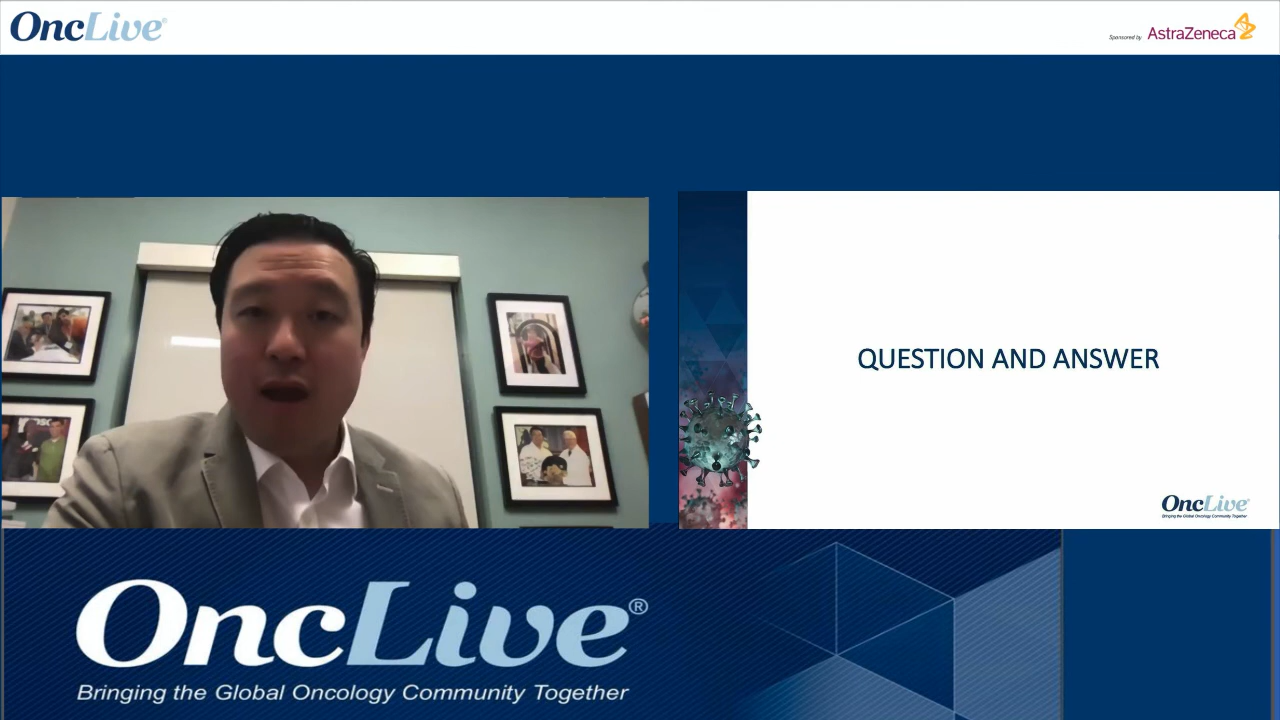 OncLive®
Sponsored by AstraZeneca
QUESTION AND ANSWER
OncLive®
Bringing the Global Oncology Community Together
OncLive®
Bringing the Global Oncology Community Together